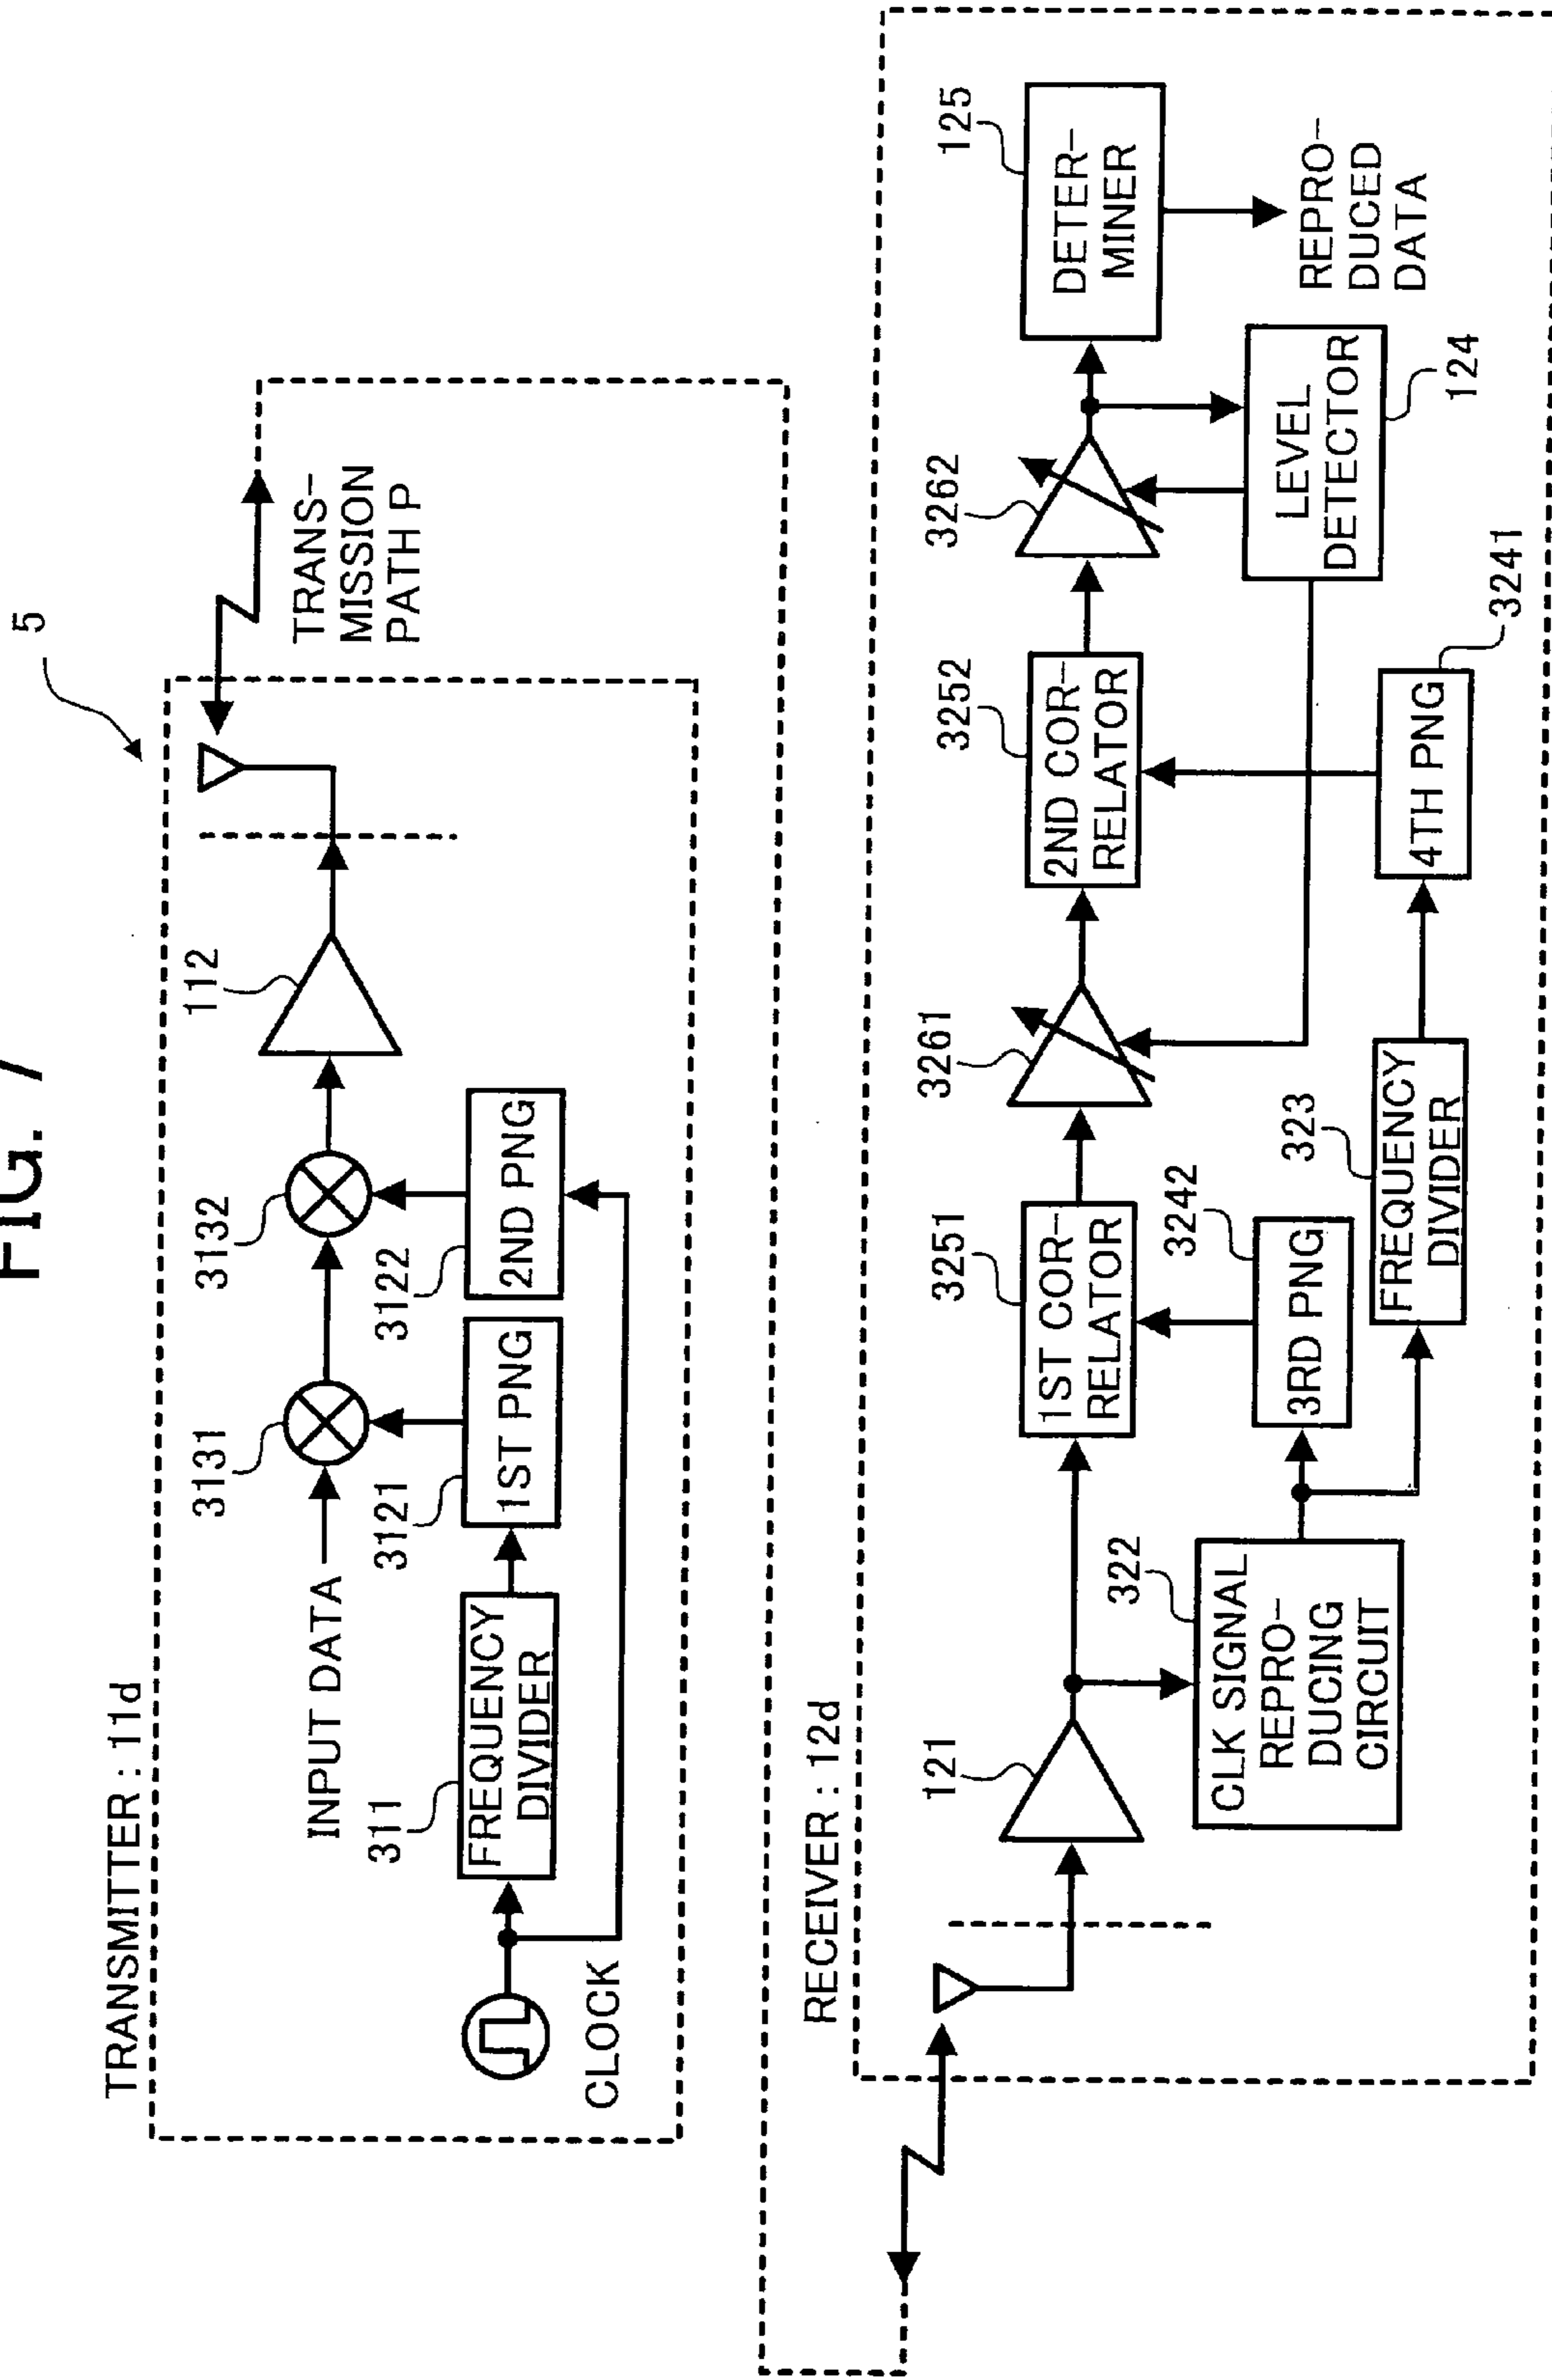 FIG. 7
5
TRANSMITTER : 11d
INPUT DATA
3131
3132
112
TRANS-
MISSION
PATH P
311
FREQUENCY
DIVIDER
3121
1ST PNG
3122
2ND PNG
CLOCK
RECEIVER : 12d
121
3251
1ST COR-
RELATOR
3261
3252
2ND COR-
RELATOR
3262
125
DETER-
MINER
322
CLK SIGNAL
REPRO-
DUCING
CIRCUIT
3242
3RD PNG
323
FREQUENCY
DIVIDER
3241
4TH PNG
LEVEL
DETECTOR
124
REPRO-
DUCED
DATA